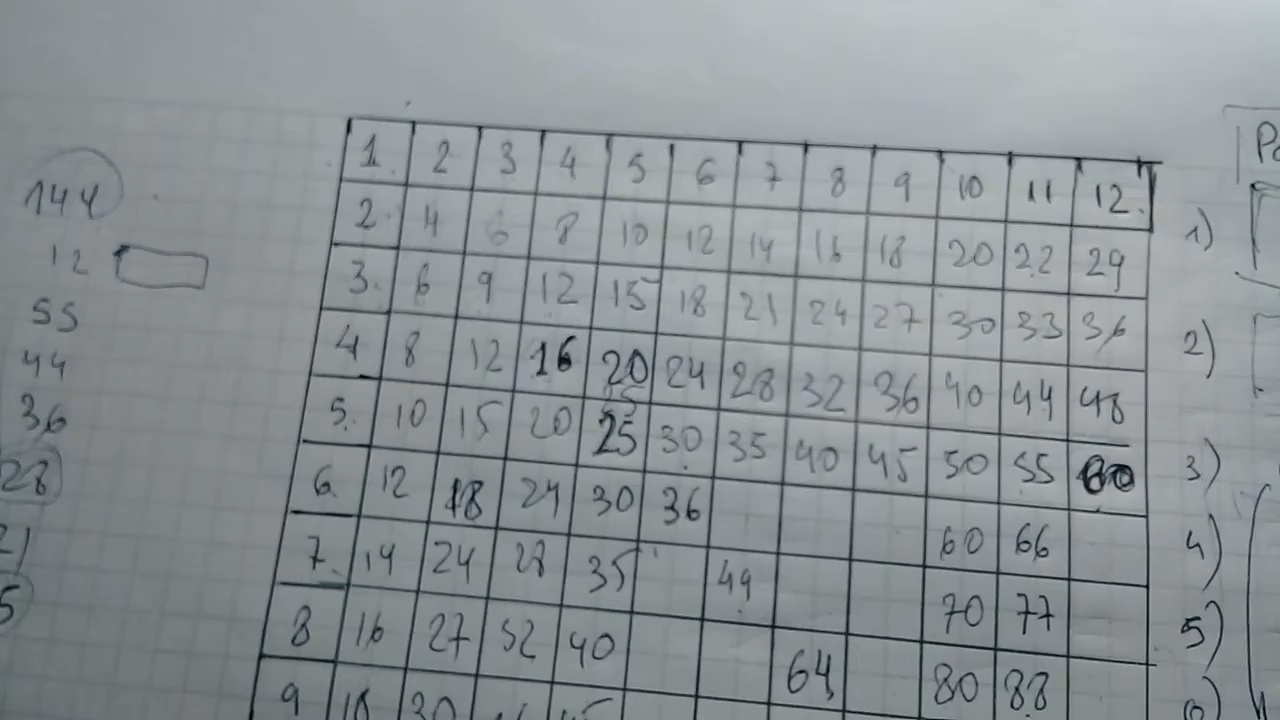 1 2 3 4 5 6 7 8 9 10 11 12
2 4 6 8 10 12 14 16 18 20 22 29
3 6 9 12 15 18 21 24 27 30 33 36
4 8 12 16 20 24 28 32 36 40 44 48
5 10 15 20 25 30 35 40 45 50 55 60
6 12 18 24 30 36 60 66
7 14 24 28 35 49 70 77
8 16 27 32 40 64 80 88
9 18 30
144
12
55
44
36
28
1)
2)
3)
4)
5)